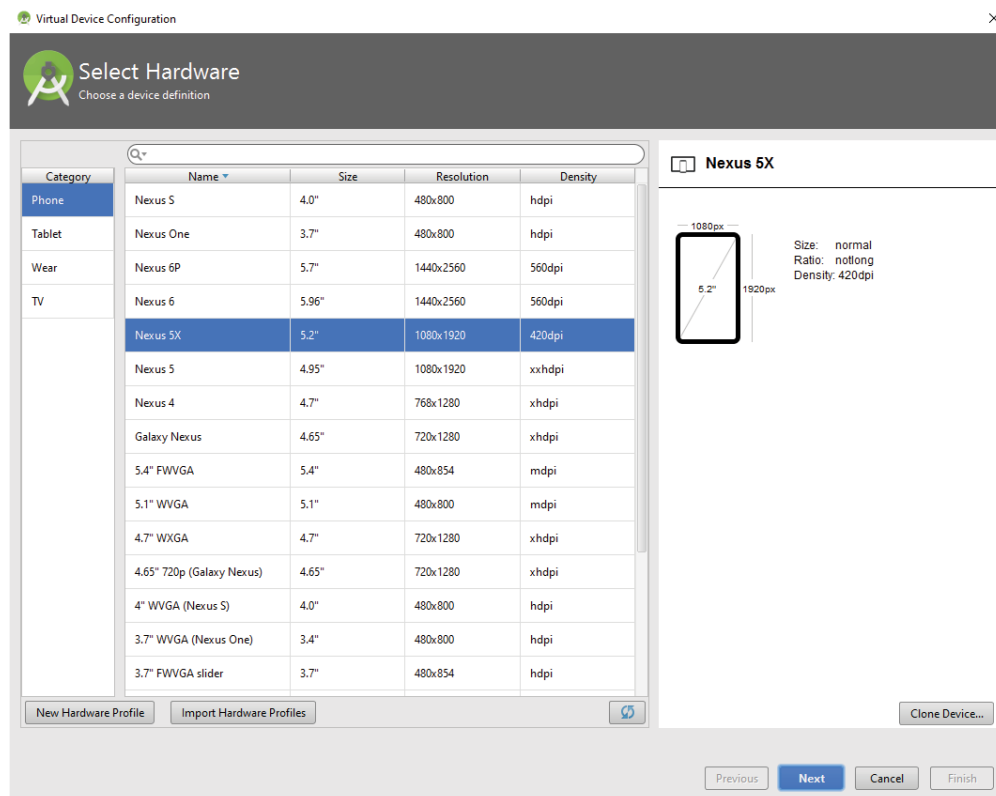 Virtual Device Configuration
Select Hardware
Choose a device definition
Category
Phone
Tablet
Wear
TV
Name Size Resolution Density
Nexus S 4.0" 480x800 hdpi
Nexus One 3.7" 480x800 hdpi
Nexus 6P 5.7" 1440x2560 560dpi
Nexus 6 5.96" 1440x2560 560dpi
Nexus 5X 5.2" 1080x1920 420dpi
Nexus 5 4.95" 1080x1920 xxhdpi
Nexus 4 4.7" 768x1280 xhdpi
Galaxy Nexus 4.65" 720x1280 xhdpi
5.4" FWVGA 5.4" 480x854 mdpi
5.1" WVGA 5.1" 480x800 mdpi
4.7" WXGA 4.7" 720x1280 xhdpi
4.65" 720p (Galaxy Nexus) 4.65" 720x1280 xhdpi
4" WVGA (Nexus S) 4.0" 480x800 hdpi
3.7" WVGA (Nexus One) 3.4" 480x800 hdpi
3.7" FWVGA slider 3.7" 480x854 hdpi
New Hardware Profile Import Hardware Profiles
Nexus 5X
1080px
5.2"
1920px
Size: normal
Ratio: notlong
Density: 420dpi
Clone Device...
Previous Next Cancel Finish